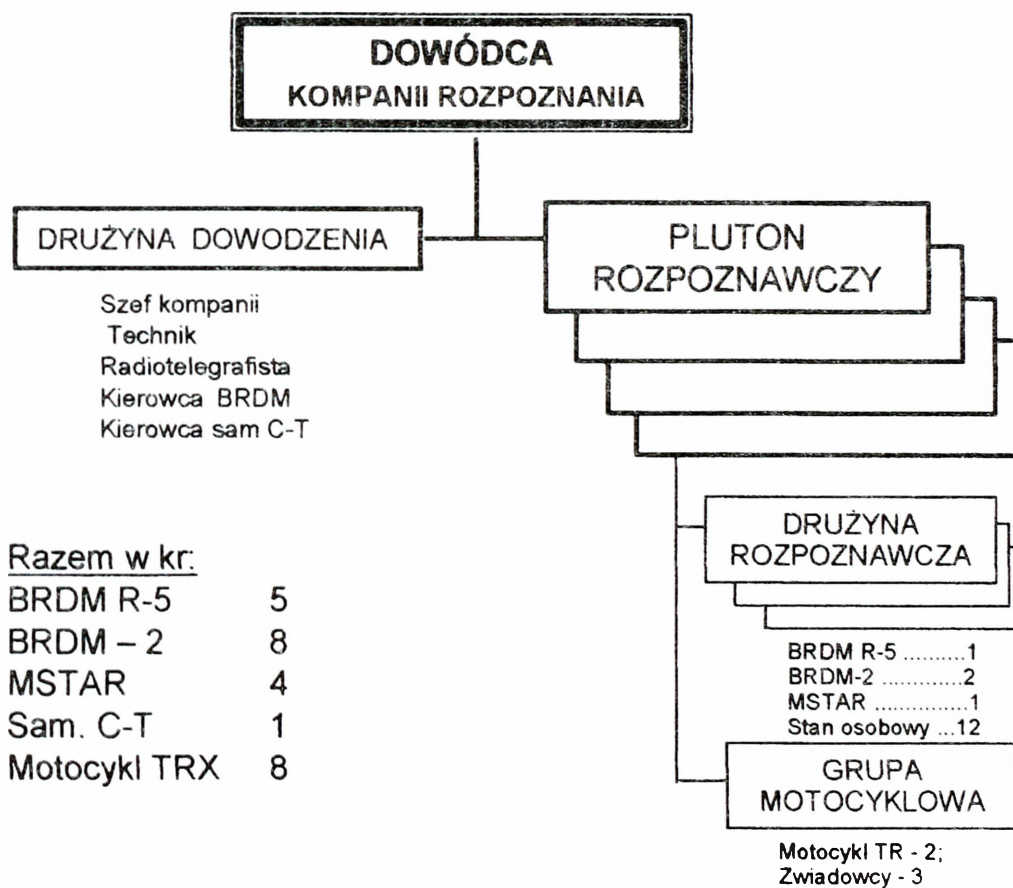 DOWÓDCA
KOMPANII ROZPOZNANIA
DRUŻYNA DOWODZENIA
Szef kompanii
Technik
Radiotelegrafista
Kierowca BRDM
Kierowca sam C-T
PLUTON
ROZPOZNAWCZY
DRUŻYNA
ROZPOZNAWCZA
BRDM R-5 ..........1
BRDM-2 .............2
MSTAR ...............1
Stan osobowy ...12
GRUPA
MOTOCYKLOWA
Motocykl TR - 2;
Zwiadowcy - 3
Razem w kr:
BRDM R-5 5
BRDM – 2 8
MSTAR 4
Sam. C-T 1
Motocykl TRX 8